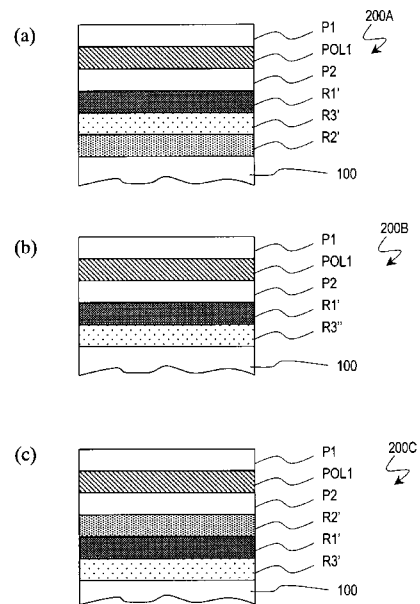 (a)
200A
P1
POL1
P2
R1'
R3'
R2'
100
(b)
200B
P1
POL1
P2
R1'
R3''
100
(c)
200C
P1
POL1
P2
R2'
R1'
R3'
100